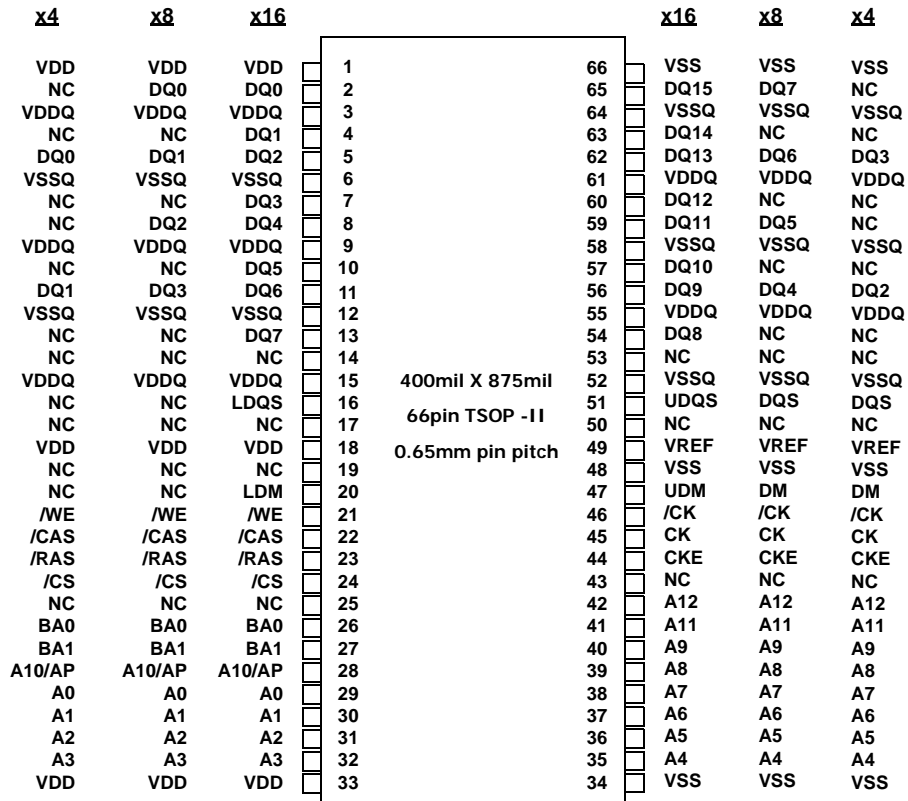 x4 x8 x16 x16 x8 x4
VDD VDD VDD 1 66 VSS VSS VSS
NC DQ0 DQ0 2 65 DQ15 DQ7 NC
VDDQ VDDQ VDDQ 3 64 VSSQ VSSQ VSSQ
NC NC DQ1 4 63 DQ14 NC NC
DQ0 DQ1 DQ2 5 62 DQ13 DQ6 DQ3
VSSQ VSSQ VSSQ 6 61 VDDQ VDDQ VDDQ
NC NC DQ3 7 60 DQ12 NC NC
NC DQ2 DQ4 8 59 DQ11 DQ5 NC
VDDQ VDDQ VDDQ 9 58 VSSQ VSSQ VSSQ
NC NC DQ5 10 57 DQ10 NC NC
DQ1 DQ3 DQ6 11 56 DQ9 DQ4 DQ2
VSSQ VSSQ VSSQ 12 55 VDDQ VDDQ VDDQ
NC NC DQ7 13 54 DQ8 NC NC
NC NC NC 14 53 NC NC NC
VDDQ VDDQ VDDQ 15 400mil X 875mil 52 VSSQ VSSQ VSSQ
NC NC LDQS 16 66pin TSOP -II 51 UDQS DQS DQS
NC NC NC 17 50 NC NC NC
VDD VDD VDD 18 0.65mm pin pitch 49 VREF VREF VREF
NC NC NC 19 48 VSS VSS VSS
NC NC LDM 20 47 UDM DM DM
/WE /WE /WE 21 46 /CK /CK /CK
/CAS /CAS /CAS 22 45 CK CK CK
/RAS /RAS /RAS 23 44 CKE CKE CKE
/CS /CS /CS 24 43 NC NC NC
NC NC NC 25 42 A12 A12 A12
BA0 BA0 BA0 26 41 A11 A11 A11
BA1 BA1 BA1 27 40 A9 A9 A9
A10/AP A10/AP A10/AP 28 39 A8 A8 A8
A0 A0 A0 29 38 A7 A7 A7
A1 A1 A1 30 37 A6 A6 A6
A2 A2 A2 31 36 A5 A5 A5
A3 A3 A3 32 35 A4 A4 A4
VDD VDD VDD 33 34 VSS VSS VSS